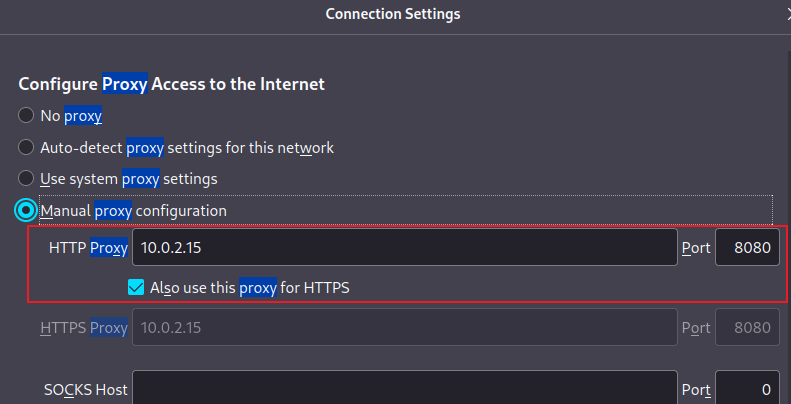 Connection Settings
Configure Proxy Access to the Internet
No proxy
Auto-detect proxy settings for this network
Use system proxy settings
Manual proxy configuration
HTTP Proxy 10.0.2.15 Port 8080
Also use this proxy for HTTPS
HTTPS Proxy 10.0.2.15 Port 8080
SOCKS Host Port 0